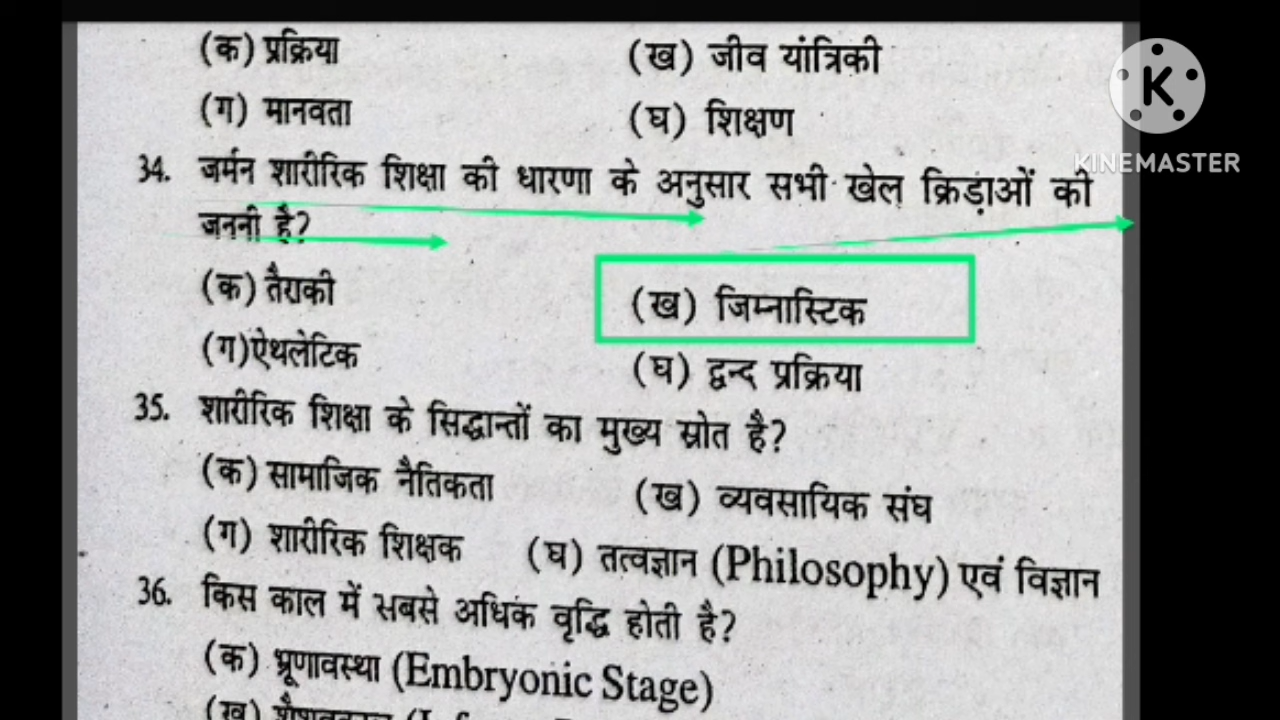 (क) प्रक्रिया (ख) जीव यांत्रिकी
(ग) मानवता (घ) शिक्षण
KINEMASTER
34. जर्मन शारीरिक शिक्षा की धारणा के अनुसार सभी खेल क्रिड़ाओं की
जननी है?
(क) तैराकी (ख) जिम्नास्टिक
(ग)ऐथलेटिक (घ) द्वन्द प्रक्रिया
35. शारीरिक शिक्षा के सिद्धान्तों का मुख्य स्रोत है?
(क) सामाजिक नैतिकता (ख) व्यवसायिक संघ
(ग) शारीरिक शिक्षक (घ) तत्वज्ञान (Philosophy) एवं विज्ञान
36. किस काल में सबसे अधिक वृद्धि होती है?
(क) भ्रूणावस्था (Embryonic Stage)
(ख)